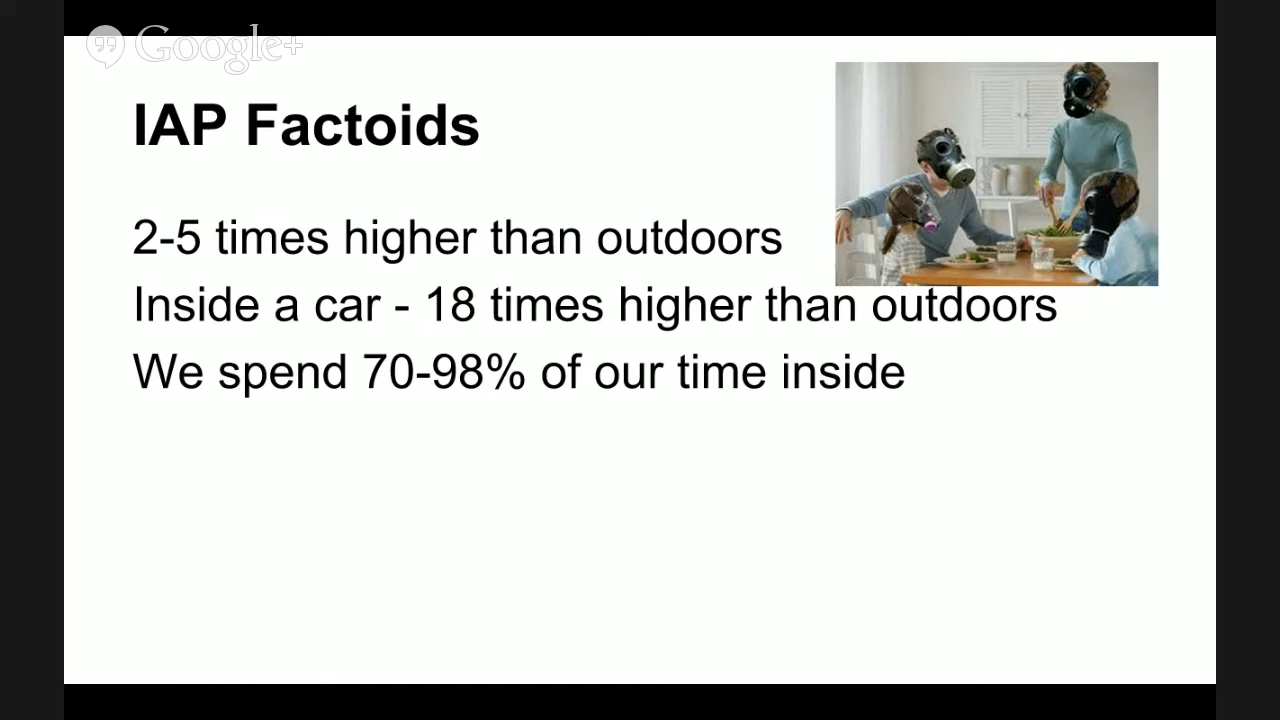 Google+
IAP Factoids
2-5 times higher than outdoors
Inside a car - 18 times higher than outdoors
We spend 70-98% of our time inside